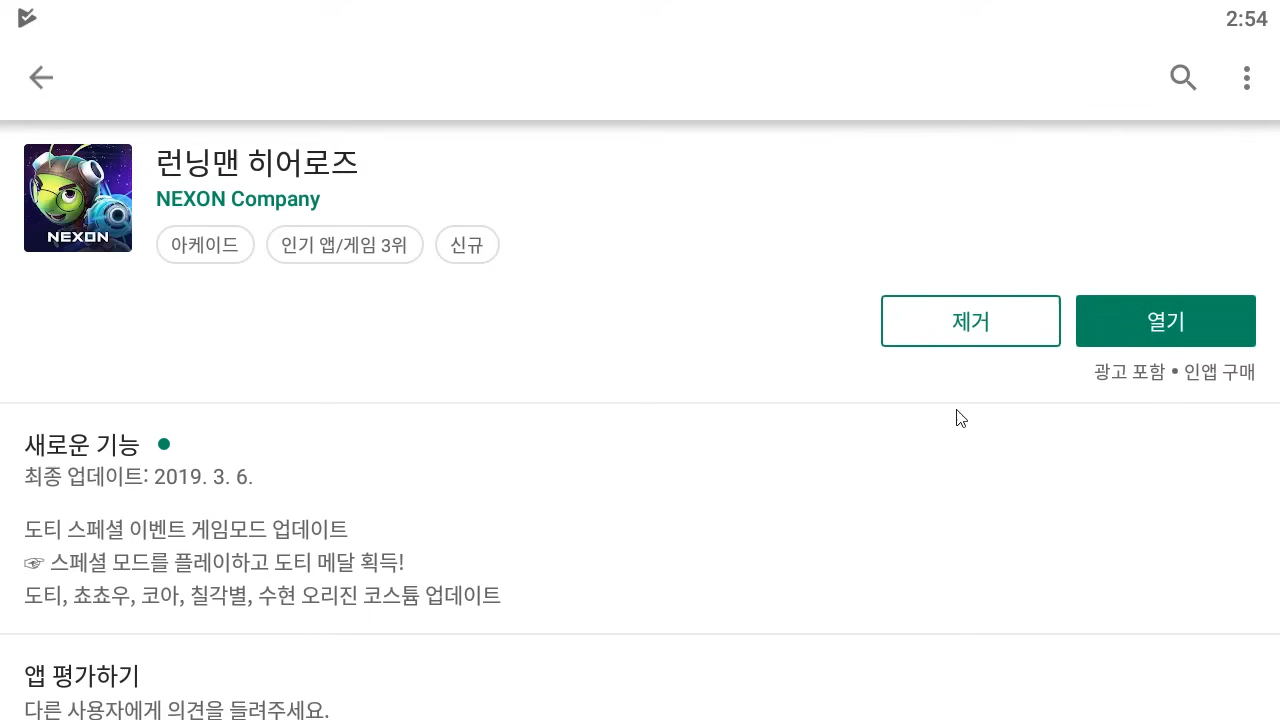 2:54
런닝맨 히어로즈
NEXON Company
아케이드 인기 앱/게임 3위 신규
NEXON
제거 열기
광고 포함 • 인앱 구매
새로운 기능
최종 업데이트: 2019. 3. 6.
도티 스페셜 이벤트 게임모드 업데이트
☞ 스페셜 모드를 플레이하고 도티 메달 획득!
도티, 쵸쵸우, 코아, 칠각별, 수현 오리진 코스튬 업데이트
앱 평가하기
다른 사용자에게 의견을 들려주세요.